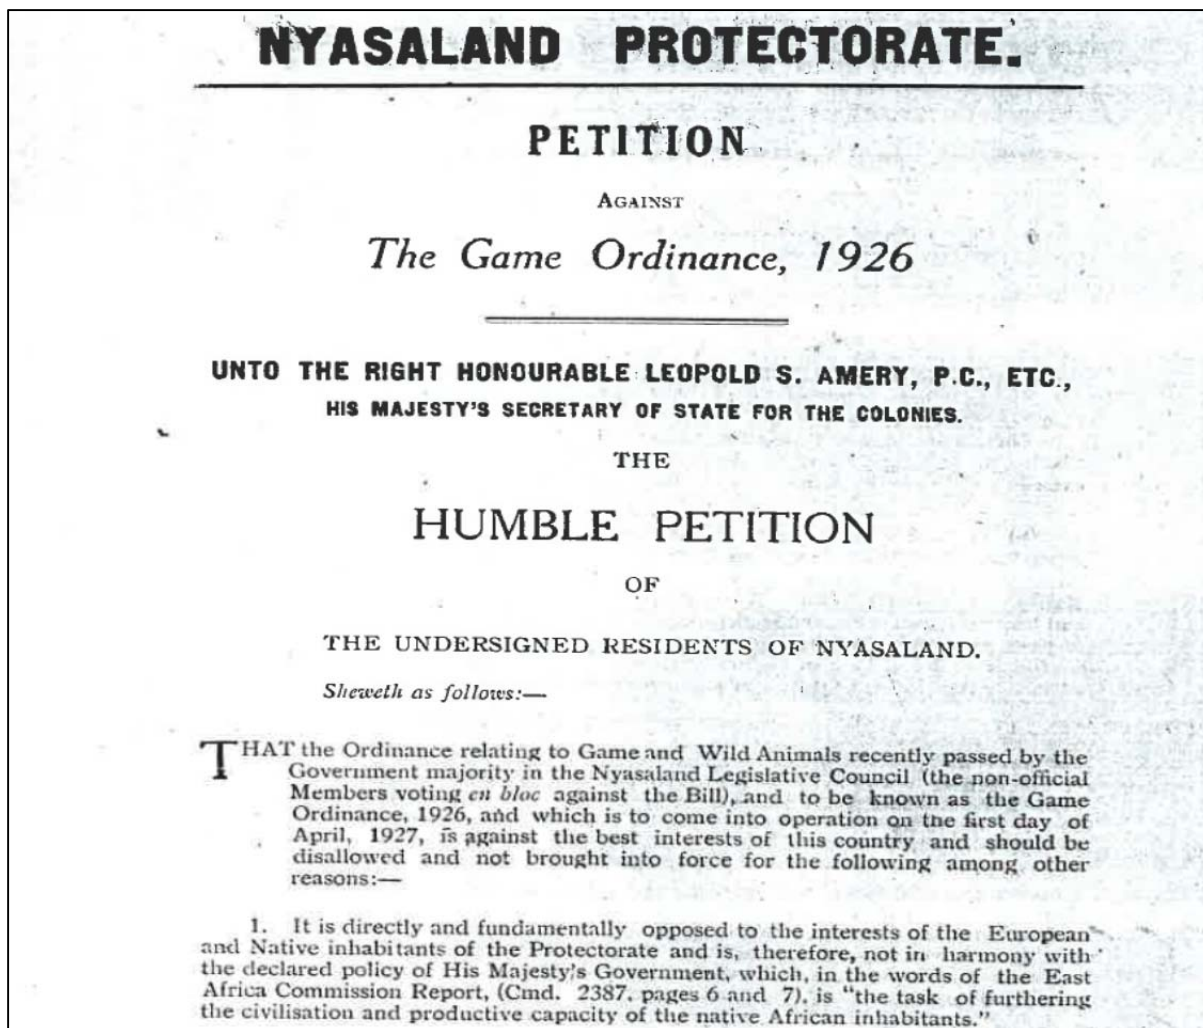 NYASALAND PROTECTORATE.
PETITION
AGAINST
The Game Ordinance, 1926
UNTO THE RIGHT HONOURABLE LEOPOLD S. AMERY, P.C., ETC.,
HIS MAJESTY'S SECRETARY OF STATE FOR THE COLONIES.
THE
HUMBLE PETITION
OF
THE UNDERSIGNED RESIDENTS OF NYASALAND.
Sheweth as follows:—
THAT the Ordinance relating to Game and Wild Animals recently passed by the
Government majority in the Nyasaland Legislative Council (the non-official
Members voting en bloc against the Bill), and to be known as the Game
Ordinance, 1926, and which is to come into operation on the first day of
April, 1927, is against the best interests of this country and should be
disallowed and not brought into force for the following among other
reasons:—
1. It is directly and fundamentally opposed to the interests of the European
and Native inhabitants of the Protectorate and is, therefore, not in harmony with
the declared policy of His Majesty's Government, which, in the words of the East
Africa Commission Report, (Cmd. 2387. pages 6 and 7), is "the task of furthering
the civilisation and productive capacity of the native African inhabitants."